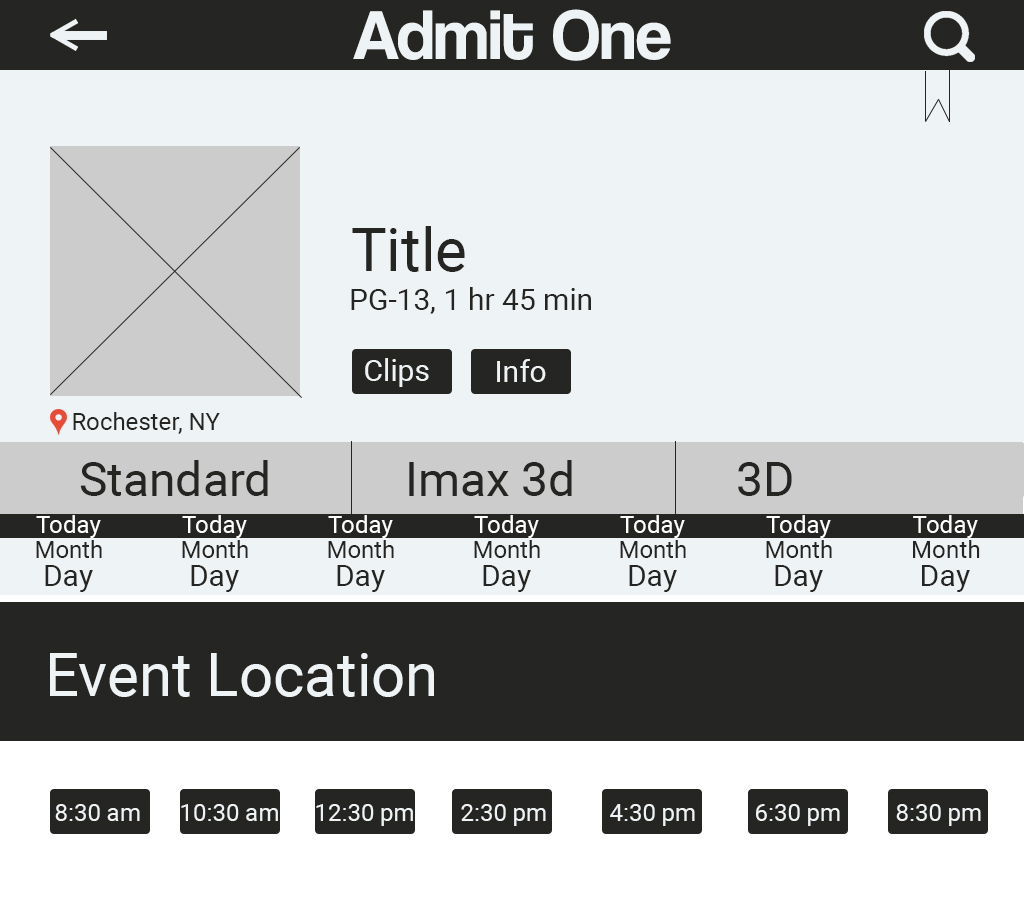 Admit One
Title
PG-13, 1 hr 45 min
Clips Info
Rochester, NY
Standard Imax 3d 3D
Today Today Today Today Today Today Today
Month Month Month Month Month Month Month
Day Day Day Day Day Day Day
Event Location
8:30 am 10:30 am 12:30 pm 2:30 pm 4:30 pm 6:30 pm 8:30 pm